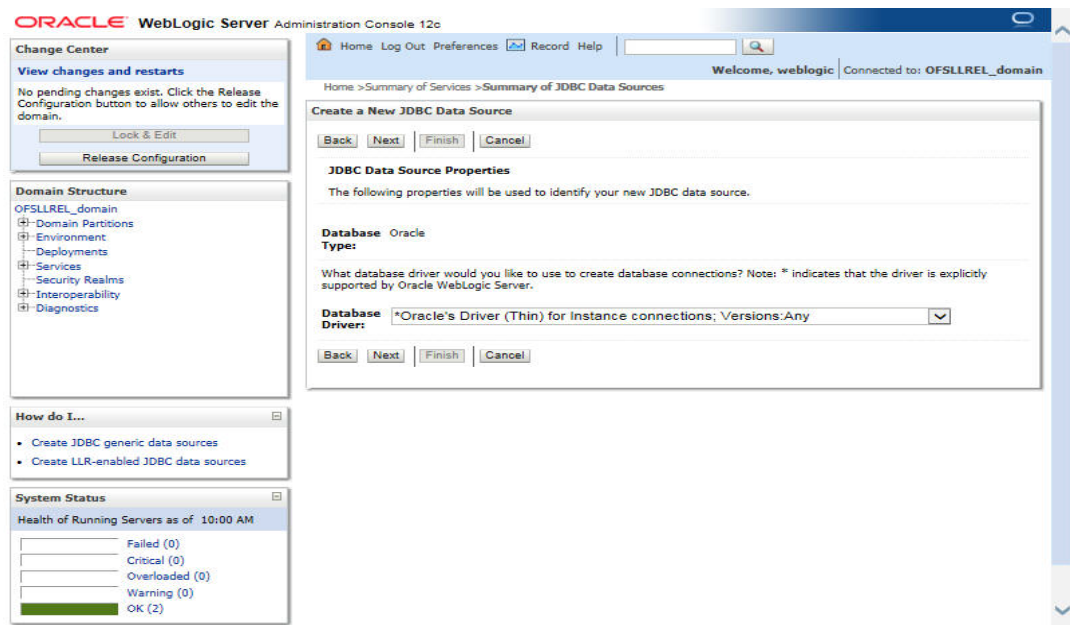 ORACLE WebLogic Server Administration Console 12c
Change Center
View changes and restarts
No pending changes exist. Click the Release
Configuration button to allow others to edit the
domain.
Lock & Edit
Release Configuration
Domain Structure
OFSLLREL_domain
Domain Partitions
Environment
Deployments
Services
Security Realms
Interoperability
Diagnostics
How do I...
Create JDBC generic data sources
Create LLR-enabled JDBC data sources
System Status
Health of Running Servers as of 10:00 AM
Failed (0)
Critical (0)
Overloaded (0)
Warning (0)
OK (2)
Home Log Out Preferences Record Help
Welcome, weblogic Connected to: OFSLLREL_domain
Home >Summary of Services >Summary of JDBC Data Sources
Create a New JDBC Data Source
Back Next Finish Cancel
JDBC Data Source Properties
The following properties will be used to identify your new JDBC data source.
Database Oracle
Type:
What database driver would you like to use to create database connections? Note: * indicates that the driver is explicitly
supported by Oracle WebLogic Server.
Database *Oracle's Driver (Thin) for Instance connections; Versions:Any
Driver:
Back Next Finish Cancel